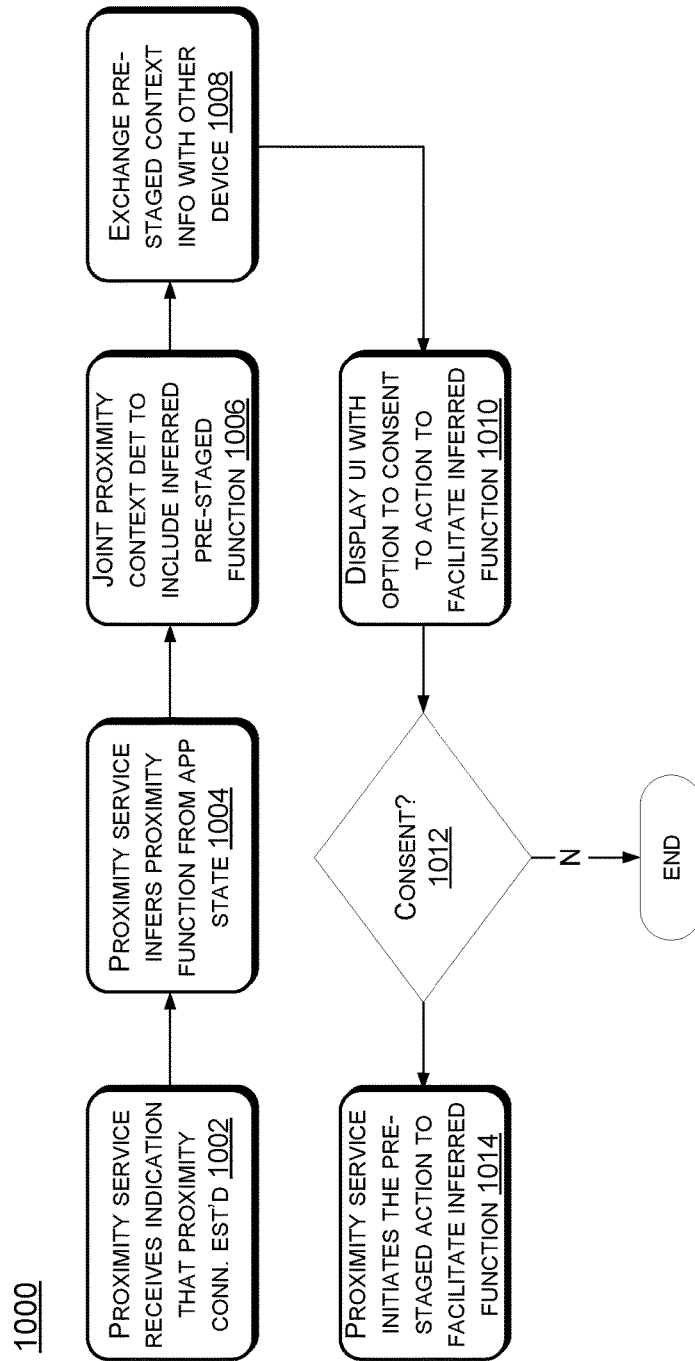 1000
PROXIMITY SERVICE
RECEIVES INDICATION
THAT PROXIMITY
CONN. EST'D 1002
PROXIMITY SERVICE
INFERS PROXIMITY
FUNCTION FROM APP
STATE 1004
JOINT PROXIMITY
CONTEXT DET TO
INCLUDE INFERRED
PRE-STAGED
FUNCTION 1006
EXCHANGE PRE-
STAGED CONTEXT
INFO WITH OTHER
DEVICE 1008
DISPLAY UI WITH
OPTION TO CONSENT
TO ACTION TO
FACILITATE INFERRED
FUNCTION 1010
CONSENT?
1012
N
END
PROXIMITY SERVICE
INITIATES THE PRE-
STAGED ACTION TO
FACILITATE INFERRED
FUNCTION 1014